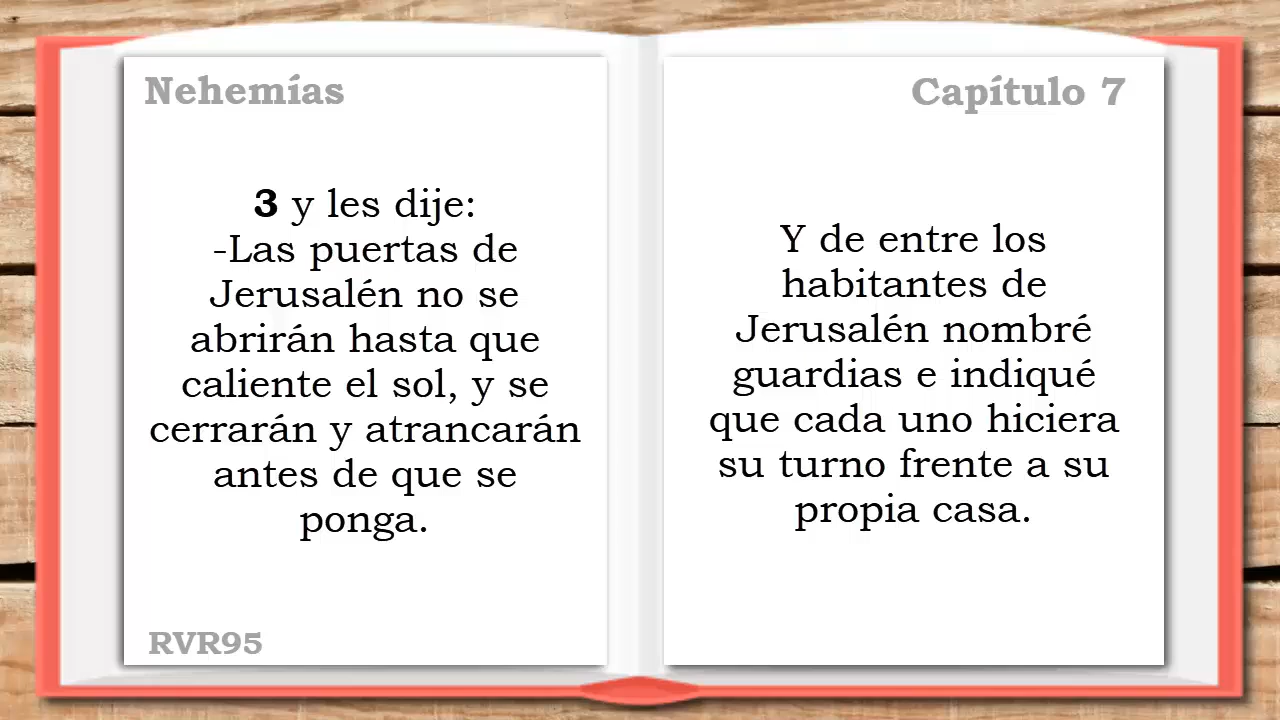 Nehemías
3 y les dije:
-Las puertas de
Jerusalén no se
abrirán hasta que
caliente el sol, y se
cerrarán y atrancarán
antes de que se
ponga.
RVR95
Capítulo 7
Y de entre los
habitantes de
Jerusalén nombré
guardias e indiqué
que cada uno hiciera
su turno frente a su
propia casa.